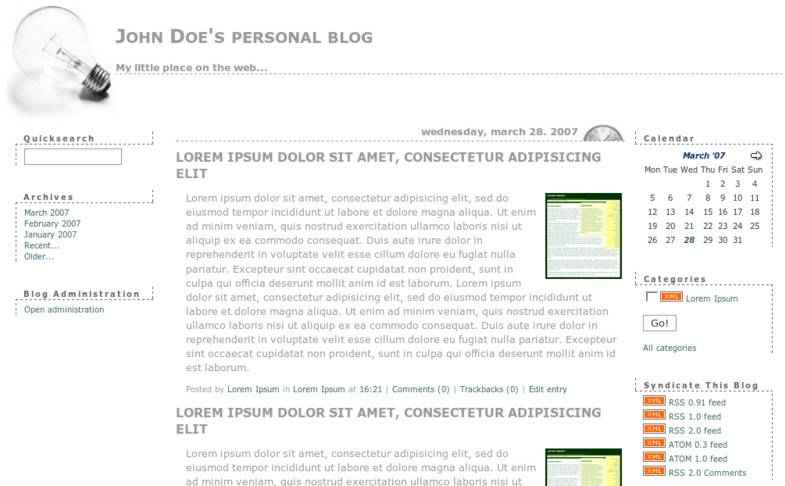 John Doe's personal blog
My little place on the web...
Quicksearch
Archives
March 2007
February 2007
January 2007
Recent...
Older...
Blog Administration
Open administration
wednesday, march 28. 2007
LOREM IPSUM DOLOR SIT AMET, CONSECTETUR ADIPISICING
ELIT
Lorem ipsum dolor sit amet, consectetur adipisicing elit, sed do
eiusmod tempor incididunt ut labore et dolore magna aliqua. Ut enim
ad minim veniam, quis nostrud exercitation ullamco laboris nisi ut
aliquip ex ea commodo consequat. Duis aute irure dolor in
reprehenderit in voluptate velit esse cillum dolore eu fugiat nulla
pariatur. Excepteur sint occaecat cupidatat non proident, sunt in
culpa qui officia deserunt mollit anim id est laborum. Lorem ipsum
dolor sit amet, consectetur adipisicing elit, sed do eiusmod tempor incididunt ut
labore et dolore magna aliqua. Ut enim ad minim veniam, quis nostrud exercitation
ullamco laboris nisi ut aliquip ex ea commodo consequat. Duis aute irure dolor in
reprehenderit in voluptate velit esse cillum dolore eu fugiat nulla pariatur. Excepteur
sint occaecat cupidatat non proident, sunt in culpa qui officia deserunt mollit anim id
est laborum.
Posted by Lorem Ipsum in Lorem Ipsum at 16:21 | Comments (0) | Trackbacks (0) | Edit entry
LOREM IPSUM DOLOR SIT AMET, CONSECTETUR ADIPISICING
ELIT
Lorem ipsum dolor sit amet, consectetur adipisicing elit, sed do
eiusmod tempor incididunt ut labore et dolore magna aliqua. Ut enim
ad minim veniam, quis nostrud exercitation ullamco laboris nisi ut
Calendar
March '07
Mon Tue Wed Thu Fri Sat Sun
1 2 3 4
5 6 7 8 9 10 11
12 13 14 15 16 17 18
19 20 21 22 23 24 25
26 27 28 29 30 31
Categories
XML Lorem Ipsum
Go!
All categories
Syndicate This Blog
XML RSS 0.91 feed
XML RSS 1.0 feed
XML RSS 2.0 feed
XML ATOM 0.3 feed
XML ATOM 1.0 feed
XML RSS 2.0 Comments